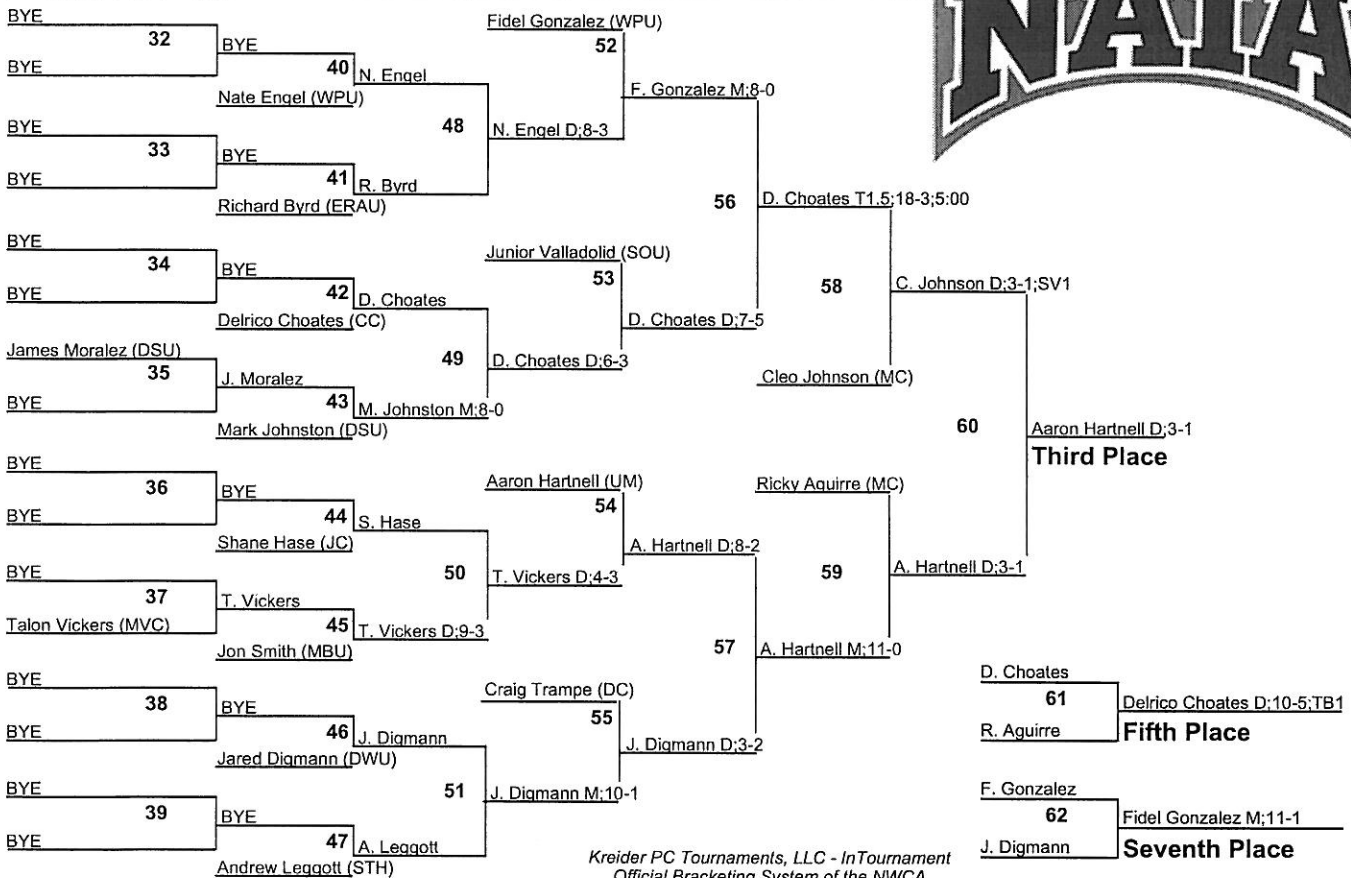 NAIA
BYE
32
BYE
BYE
40
N. Engel
Nate Engel (WPU)
BYE
33
BYE
BYE
41
R. Byrd
Richard Byrd (ERAU)
48
N. Engel D;8-3
Fidel Gonzalez (WPU)
52
F. Gonzalez M;8-0
BYE
34
BYE
BYE
42
D. Choates
Delrico Choates (CC)
James Moralez (DSU)
35
BYE
J. Moralez
43
M. Johnston M;8-0
Mark Johnston (DSU)
49
D. Choates D;6-3
Junior Valladolid (SOU)
53
D. Choates D;7-5
56
D. Choates T1.5;18-3;5:00
58
C. Johnson D;3-1;SV1
Cleo Johnson (MC)
60
Aaron Hartnell D;3-1
Third Place
BYE
36
BYE
BYE
44
S. Hase
Shane Hase (JC)
BYE
37
Talon Vickers (MVC)
T. Vickers
45
T. Vickers D;9-3
Jon Smith (MBU)
50
T. Vickers D;4-3
Aaron Hartnell (UM)
54
A. Hartnell D;8-2
Ricky Aguirre (MC)
59
A. Hartnell D;3-1
57
A. Hartnell M;11-0
BYE
38
BYE
BYE
46
J. Digmann
Jared Digmann (DWU)
BYE
39
BYE
BYE
47
A. Leggott
Andrew Leggott (STH)
51
J. Digmann M;10-1
Craig Trampe (DC)
55
J. Digmann D;3-2
D. Choates
61
R. Aguirre
Delrico Choates D;10-5;TB1
Fifth Place
F. Gonzalez
62
J. Digmann
Fidel Gonzalez M;11-1
Seventh Place
Kreider PC Tournaments, LLC - InTournament
Official Bracketing System of the NWCA